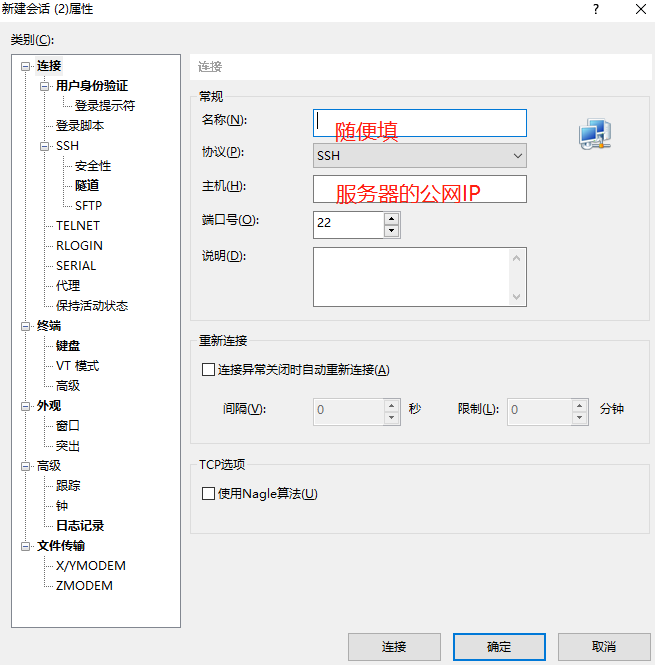 新建会话 (2)属性
?
类别(C):
连接
用户身份验证
登录提示符
登录脚本
SSH
安全性
隧道
SFTP
TELNET
RLOGIN
SERIAL
代理
保持活动状态
终端
键盘
VT 模式
高级
外观
窗口
突出
高级
跟踪
钟
日志记录
文件传输
X/YMODEM
ZMODEM
连接
常规
名称(N):
随便填
协议(P):
SSH
主机(H):
服务器的公网IP
端口号(O):
22
说明(D):
重新连接
连接异常关闭时自动重新连接(A)
间隔(V): 0 秒 限制(L): 0 分钟
TCP选项
使用Nagle算法(U)
连接 确定 取消